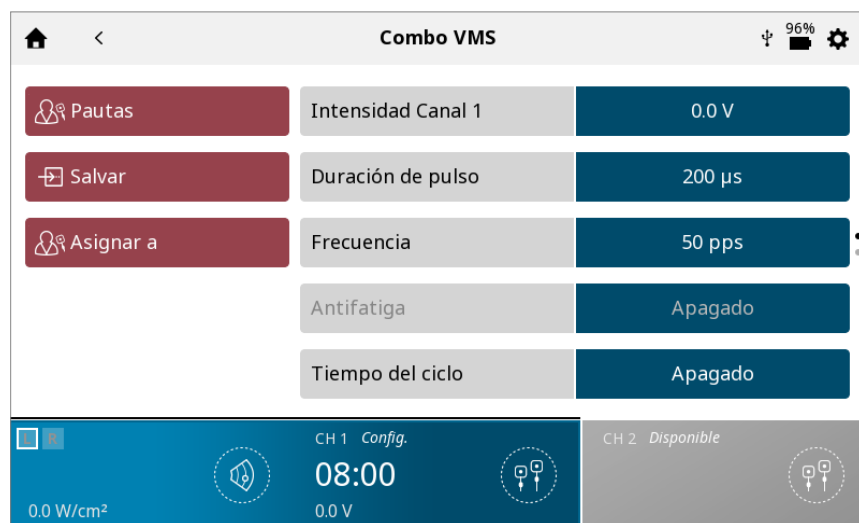 Combo VMS
96%
Pautas
Intensidad Canal 1
0.0 V
Salvar
Duración de pulso
200 µs
Asignar a
Frecuencia
50 pps
Antifatiga
Apagado
Tiempo del ciclo
Apagado
L R
CH 1 Config.
CH 2 Disponible
08:00
0.0 W/cm²
0.0 V